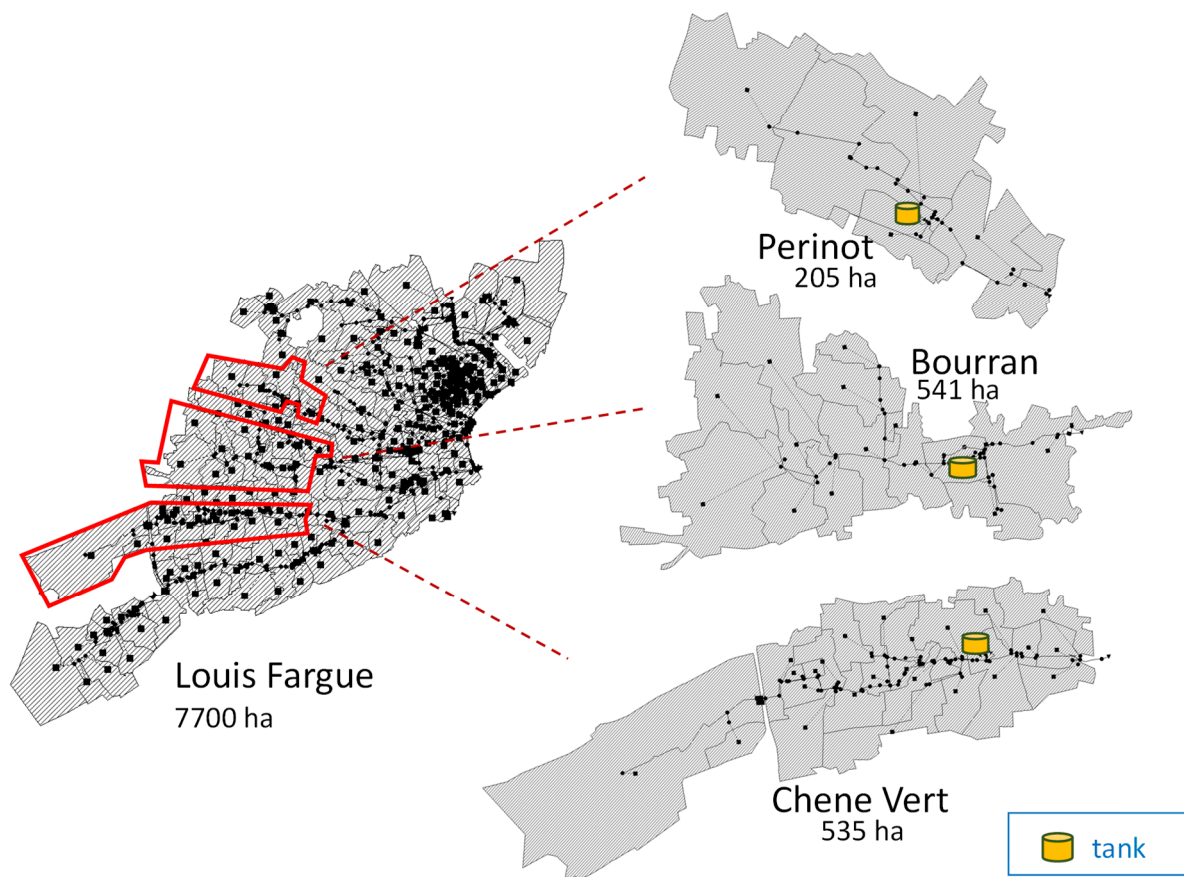 Perinot
205 ha
Bourran
541 ha
Louis Fargue
7700 ha
Chene Vert
535 ha
tank